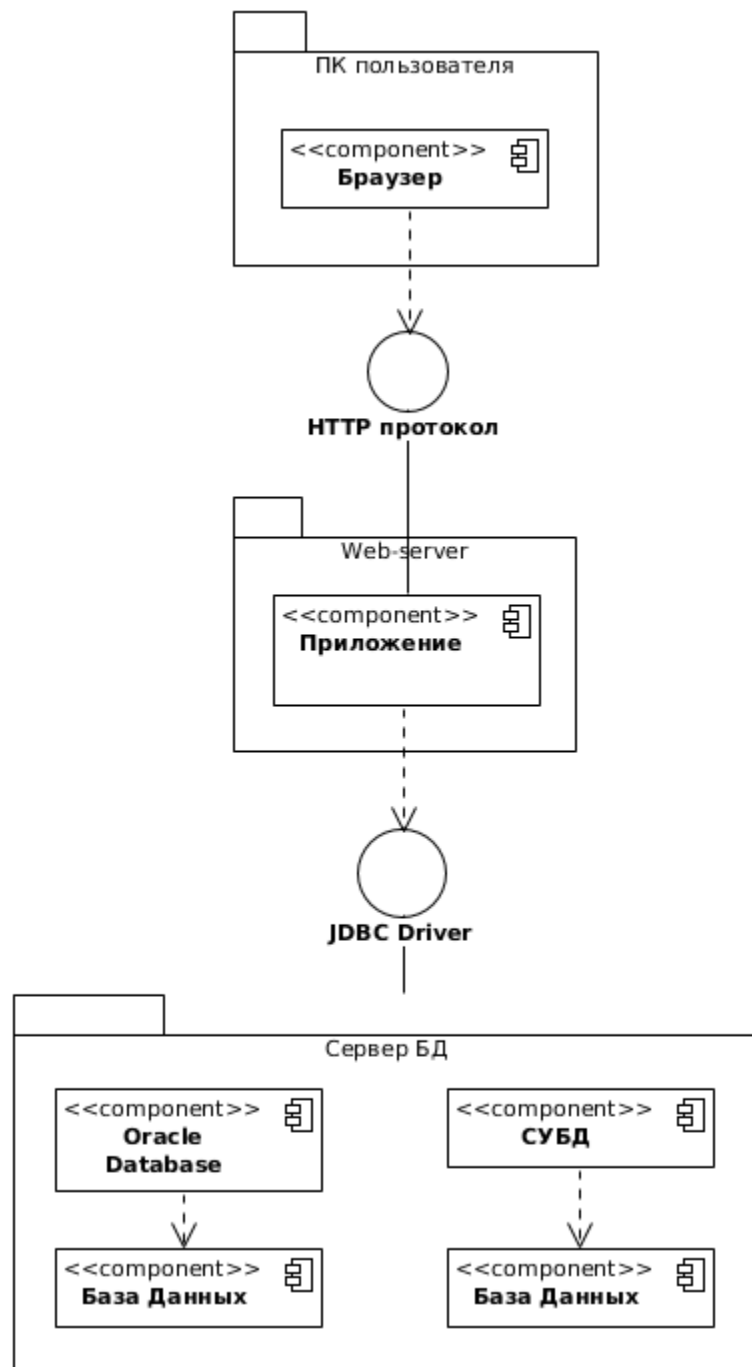 ПК пользователя
<<component>>
Браузер
HTTP протокол
Web-server
<<component>>
Приложение
JDBC Driver
Сервер БД
<<component>>
Oracle
Database
<<component>>
СУБД
<<component>>
База Данных
<<component>>
База Данных